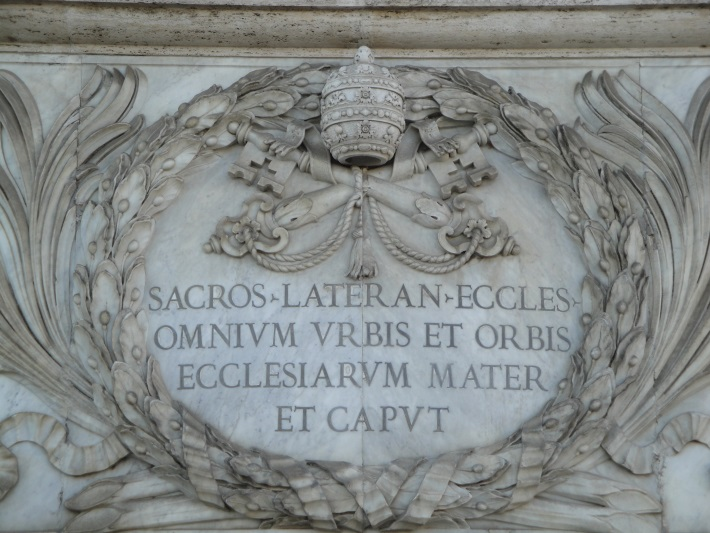 SACROS·LATERAN·ECCLES·
OMNIVM VRBIS ET ORBIS
ECCLESIARVM MATER
ET CAPVT